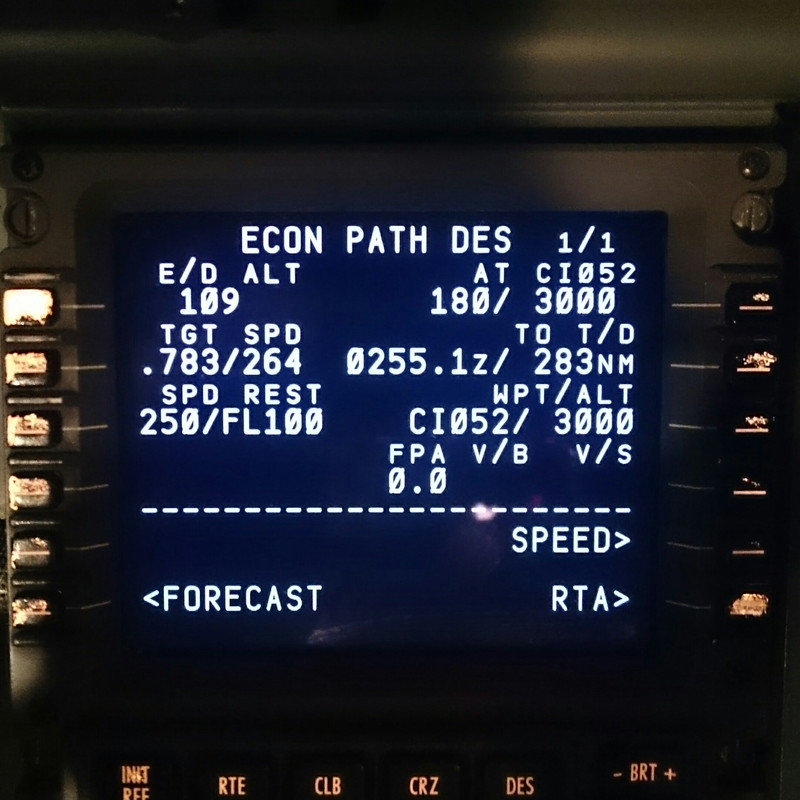 ECON PATH DES 1/1
E/D ALT AT CI052
109 180/ 3000
TGT SPD TO T/D
.783/264 0255.1z/ 283NM
SPD REST WPT/ALT
250/FL100 CI052/ 3000
FPA V/B V/S
0.0
------------------------
SPEED>
<FORECAST RTA>
INIT REF RTE CLB CRZ DES - BRT +